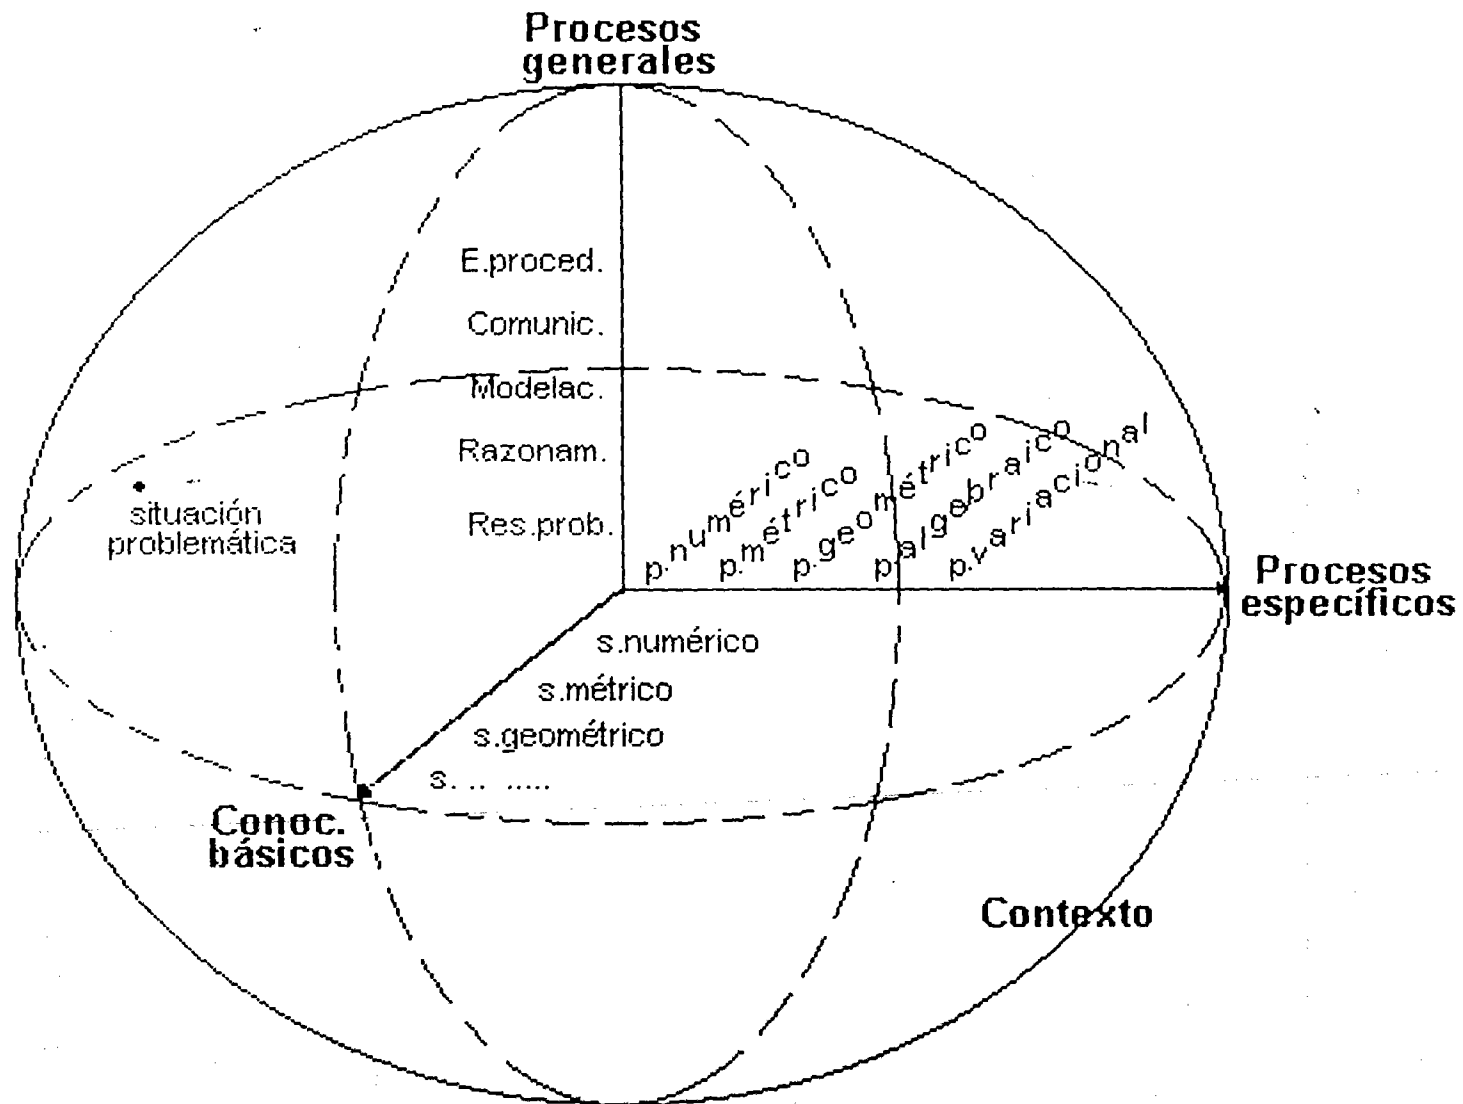 Procesos
generales
E.proced.
Comunic.
Modelac.
Razonam.
Res.prob.
situación
problemática
p.numérico
p.métrico
p.geométrico
p.algebraico
p.variacional
Procesos
específicos
s.numérico
s.métrico
s.geométrico
s. .. .....
Conoc.
básicos
Contexto